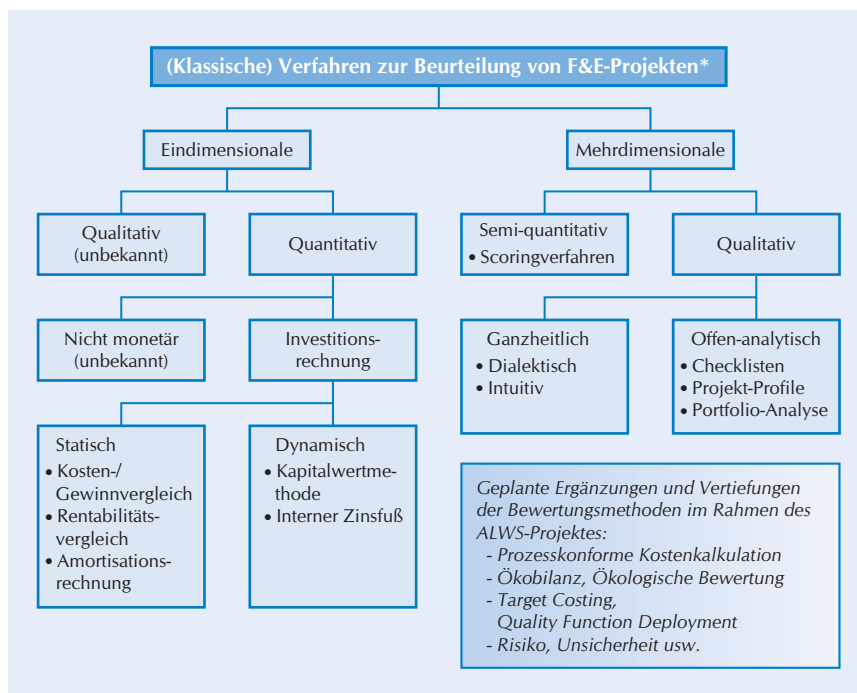 (Klassische) Verfahren zur Beurteilung von F&E-Projekten*
Eindimensionale
Mehrdimensionale
Qualitativ
(unbekannt)
Quantitativ
Semi-quantitativ
• Scoringverfahren
Qualitativ
Nicht monetär
(unbekannt)
Investitions-
rechnung
Ganzheitlich
• Dialektisch
• Intuitiv
Offen-analytisch
• Checklisten
• Projekt-Profile
• Portfolio-Analyse
Statisch
• Kosten-/
Gewinnvergleich
• Rentabilitäts-
vergleich
• Amortisations-
rechnung
Dynamisch
• Kapitalwertme-
thode
• Interner Zinsfuß
Geplante Ergänzungen und Vertiefungen
der Bewertungsmethoden im Rahmen des
ALWS-Projektes:
- Prozesskonforme Kostenkalkulation
- Ökobilanz, Ökologische Bewertung
- Target Costing,
Quality Function Deployment
- Risiko, Unsicherheit usw.